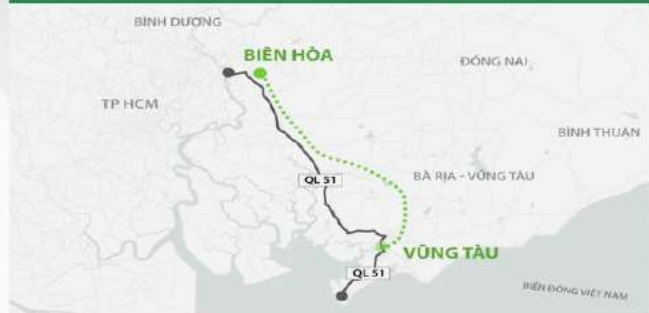 BÌNH DƯƠNG
BIÊN HÒA
ĐỒNG NAI
TP HCM
BÌNH THUẬN
BÀ RỊA - VŨNG TÀU
QL 51
VŨNG TÀU
QL 51
BIỂN ĐÔNG VIỆT NAM